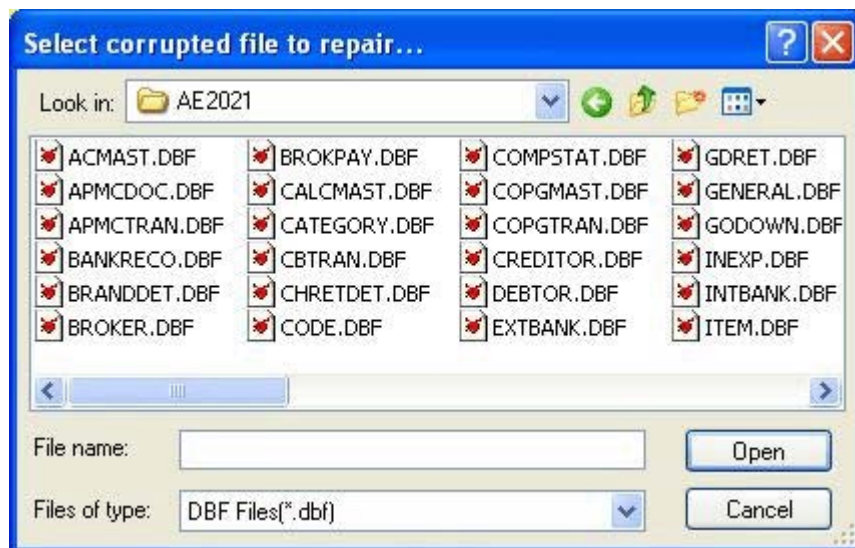 Select corrupted file to repair...
Look in: AE2021
ACMAST.DBF BROKPAY.DBF COMPSTAT.DBF GDRET.DBF
APMCDOC.DBF CALCMAST.DBF COPGMAST.DBF GENERAL.DBF
APMCTRAN.DBF CATEGORY.DBF COPGTRAN.DBF GODOWN.DBF
BANKRECO.DBF CBTRAN.DBF CREDITOR.DBF INEXP.DBF
BRANDDET.DBF CHRETDET.DBF DEBTOR.DBF INTBANK.DBF
BROKER.DBF CODE.DBF EXTBANK.DBF ITEM.DBF
File name: Open
Files of type: DBF Files(*.dbf) Cancel